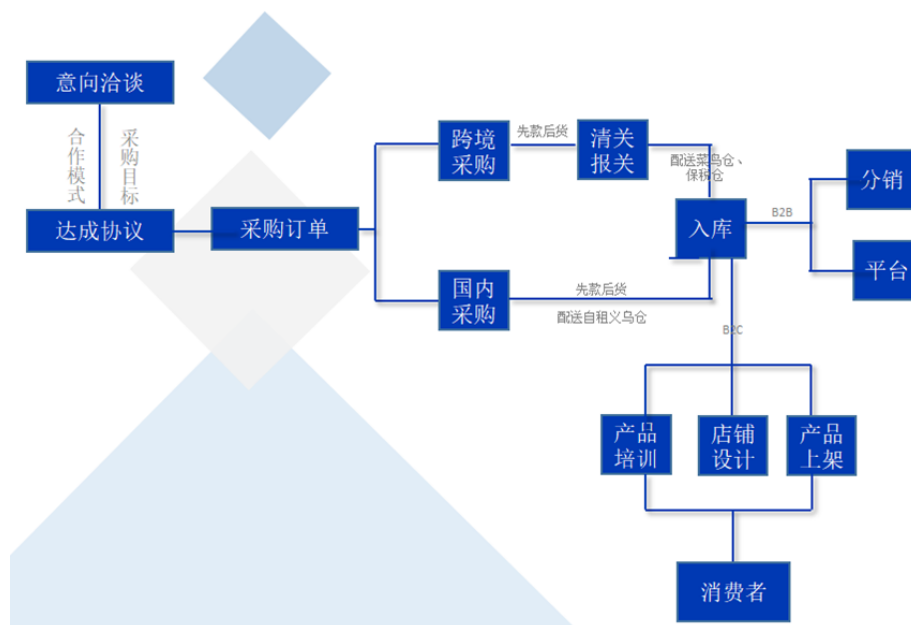 意向洽谈
合作模式
采购目标
达成协议
采购订单
跨境
采购
先款后货
清关
报关
配送菜鸟仓、
保税仓
国内
采购
先款后货
配送自租义乌仓
入库
B2B
分销
平台
B2C
产品
培训
店铺
设计
产品
上架
消费者